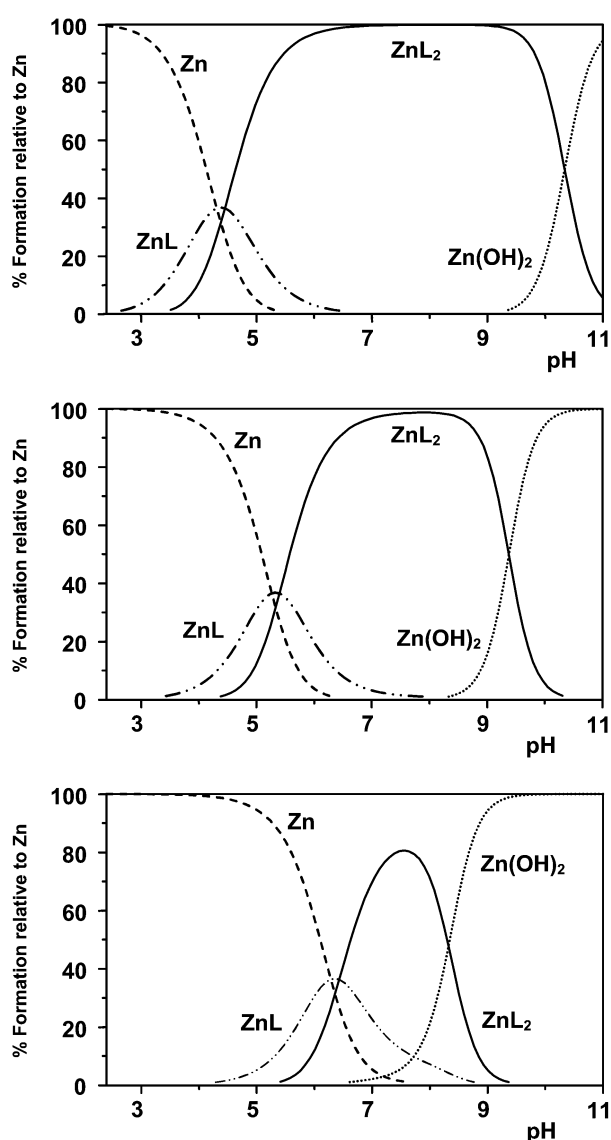 % Formation relative to Zn
100
80
60
40
20
0
Zn
ZnL₂
ZnL
Zn(OH)₂
3
5
7
9
11
pH
% Formation relative to Zn
100
80
60
40
20
0
Zn
ZnL₂
ZnL
Zn(OH)₂
3
5
7
9
11
pH
% Formation relative to Zn
100
80
60
40
20
0
Zn
Zn(OH)₂
ZnL
ZnL₂
3
5
7
9
11
pH